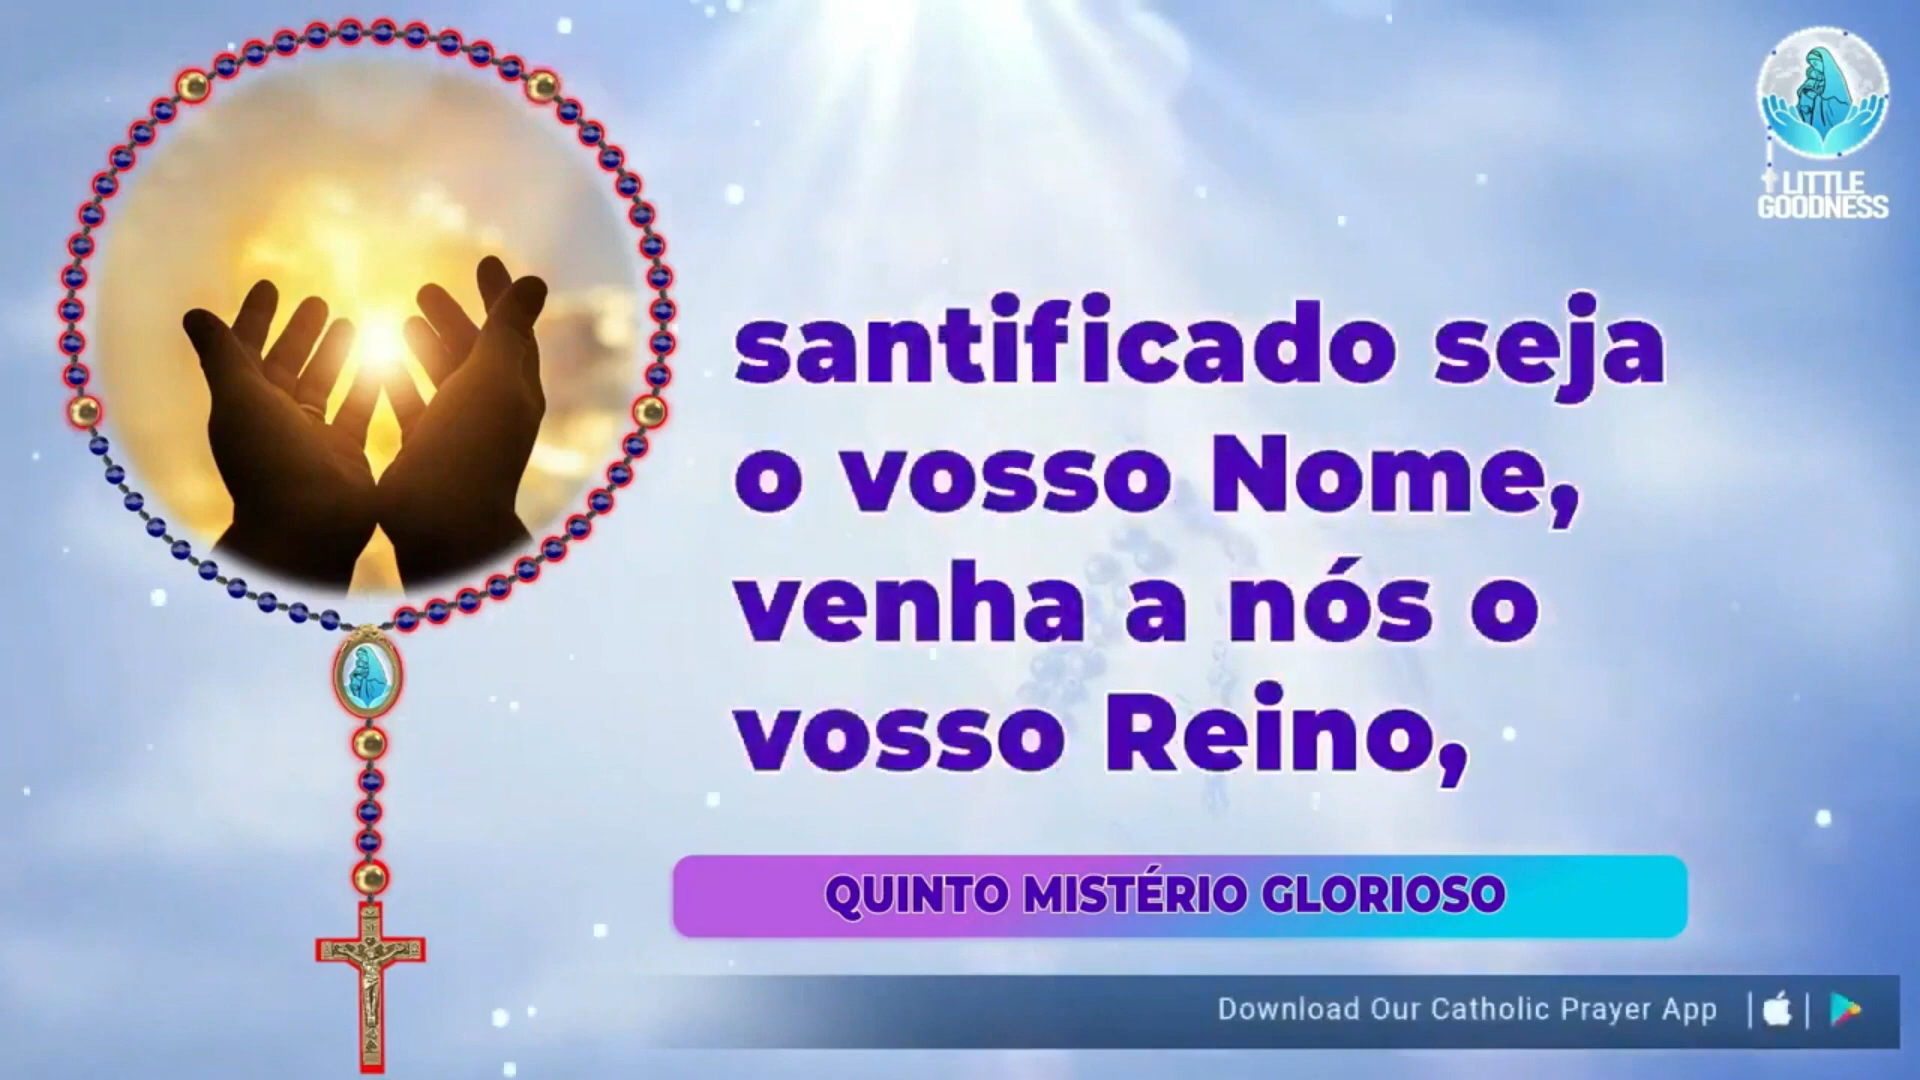 LITTLE
GOODNESS
santificado seja
o vosso Nome,
venha a nós o
vosso Reino,
QUINTO MISTÉRIO GLORIOSO
Download Our Catholic Prayer App